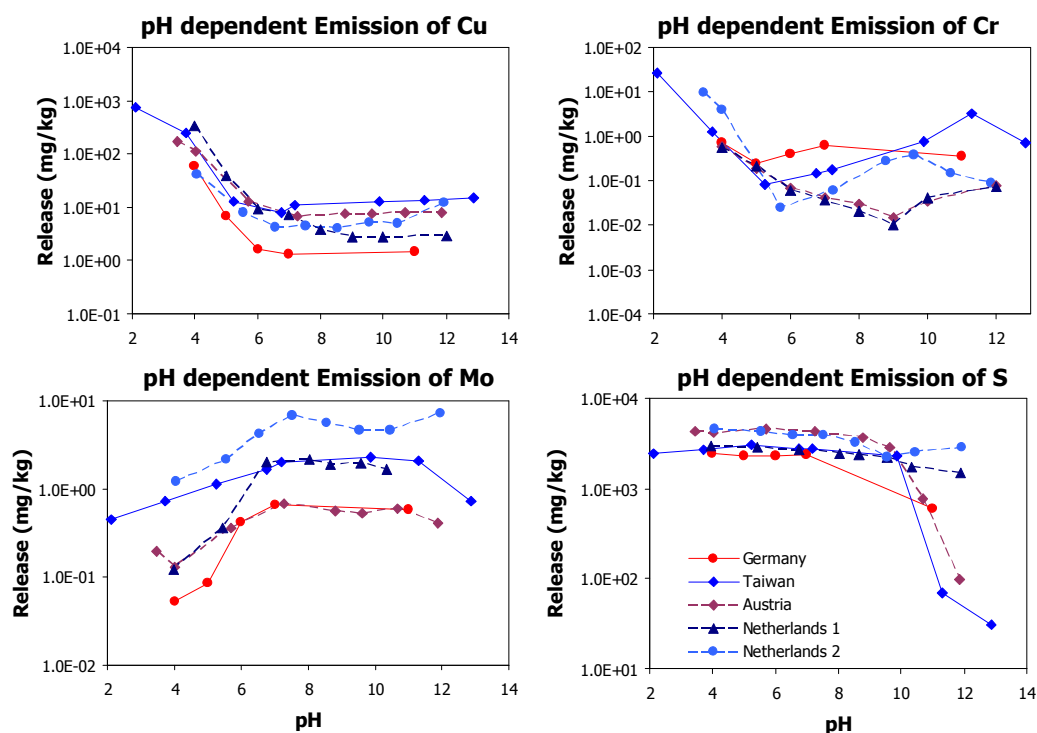 pH dependent Emission of Cu
1.0E+04
1.0E+03
1.0E+02
1.0E+01
1.0E+00
1.0E-01
Release (mg/kg)
2 4 6 8 10 12 14
pH dependent Emission of Cr
1.0E+02
1.0E+01
1.0E+00
1.0E-01
1.0E-02
1.0E-03
1.0E-04
Release (mg/kg)
2 4 6 8 10 12
pH dependent Emission of Mo
1.0E+01
1.0E+00
1.0E-01
1.0E-02
Release (mg/kg)
2 4 6 8 10 12 14
pH
pH dependent Emission of S
1.0E+04
1.0E+03
1.0E+02
1.0E+01
Release (mg/kg)
Germany
Taiwan
Austria
Netherlands 1
Netherlands 2
2 4 6 8 10 12 14
pH